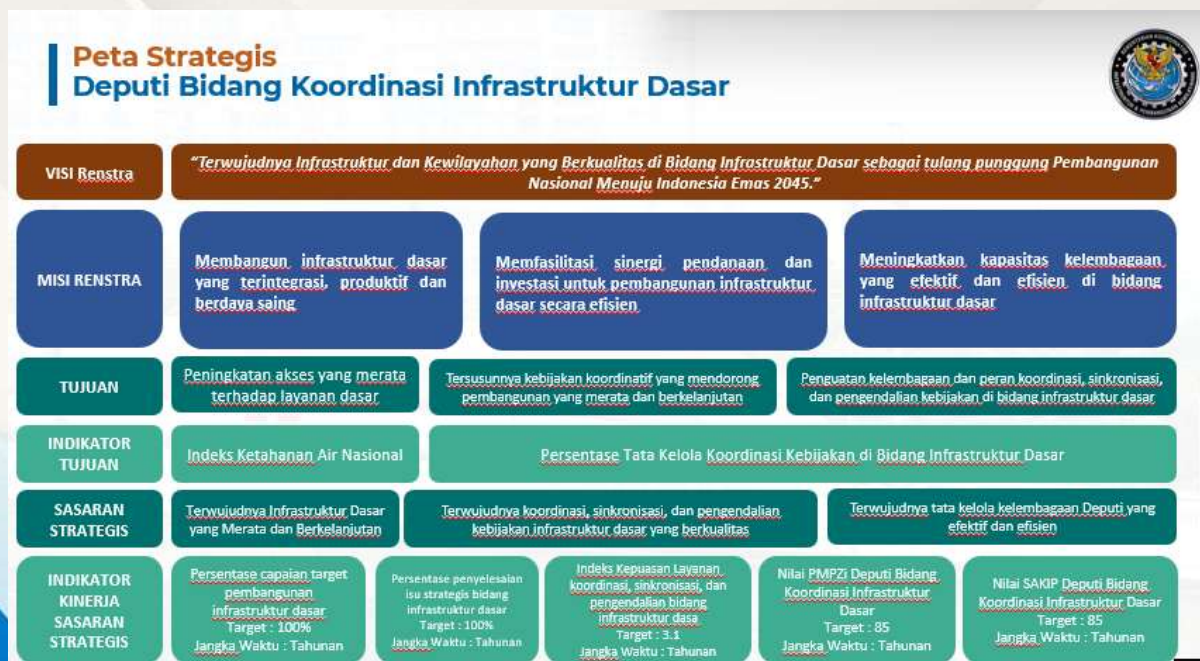 Peta Strategis
Deputi Bidang Koordinasi Infrastruktur Dasar
VISI Renstra
“Terwujudnya Infrastruktur dan Kewilayahan yang Berkualitas di Bidang Infrastruktur Dasar sebagai tulang punggung Pembangunan
Nasional Menuju Indonesia Emas 2045.”
MISI RENSTRA
Membangun infrastruktur dasar
yang terintegrasi, produktif dan
berdaya saing
Memfasilitasi sinergi pendanaan dan
investasi untuk pembangunan infrastruktur
dasar secara efisien
Meningkatkan kapasitas kelembagaan
yang efektif dan efisien di bidang
infrastruktur dasar
TUJUAN
Peningkatan akses yang merata
terhadap layanan dasar
Tersusunnya kebijakan koordinatif yang mendorong
pembangunan yang merata dan berkelanjutan
Penguatan kelembagaan dan peran koordinasi, sinkronisasi,
dan pengendalian kebijakan di bidang infrastruktur dasar
INDIKATOR
TUJUAN
Indeks Ketahanan Air Nasional
Persentase Tata Kelola Koordinasi Kebijakan di Bidang Infrastruktur Dasar
SASARAN
STRATEGIS
Terwujudnya Infrastruktur Dasar
yang Merata dan Berkelanjutan
Terwujudnya koordinasi, sinkronisasi, dan pengendalian
kebijakan infrastruktur dasar yang berkualitas
Terwujudnya tata kelola kelembagaan Deputi yang
efektif dan efisien
INDIKATOR
KINERJA
SASARAN
STRATEGIS
Persentase capaian target
pembangunan
infrastruktur dasar
Target : 100%
Jangka Waktu : Tahunan
Persentase penyelesaian
isu strategis bidang
infrastruktur dasar
Target : 100%
Jangka Waktu : Tahunan
Indeks Kepuasan Layanan
koordinasi, sinkronisasi, dan
pengendalian bidang
infrastruktur dasa
Target : 3.1
Jangka Waktu : Tahunan
Nilai PMPZi Deputi Bidang
Koordinasi Infrastruktur
Dasar
Target : 85
Jangka Waktu : Tahunan
Nilai SAKIP Deputi Bidang
Koordinasi Infrastruktur Dasar
Target : 85
Jangka Waktu : Tahunan